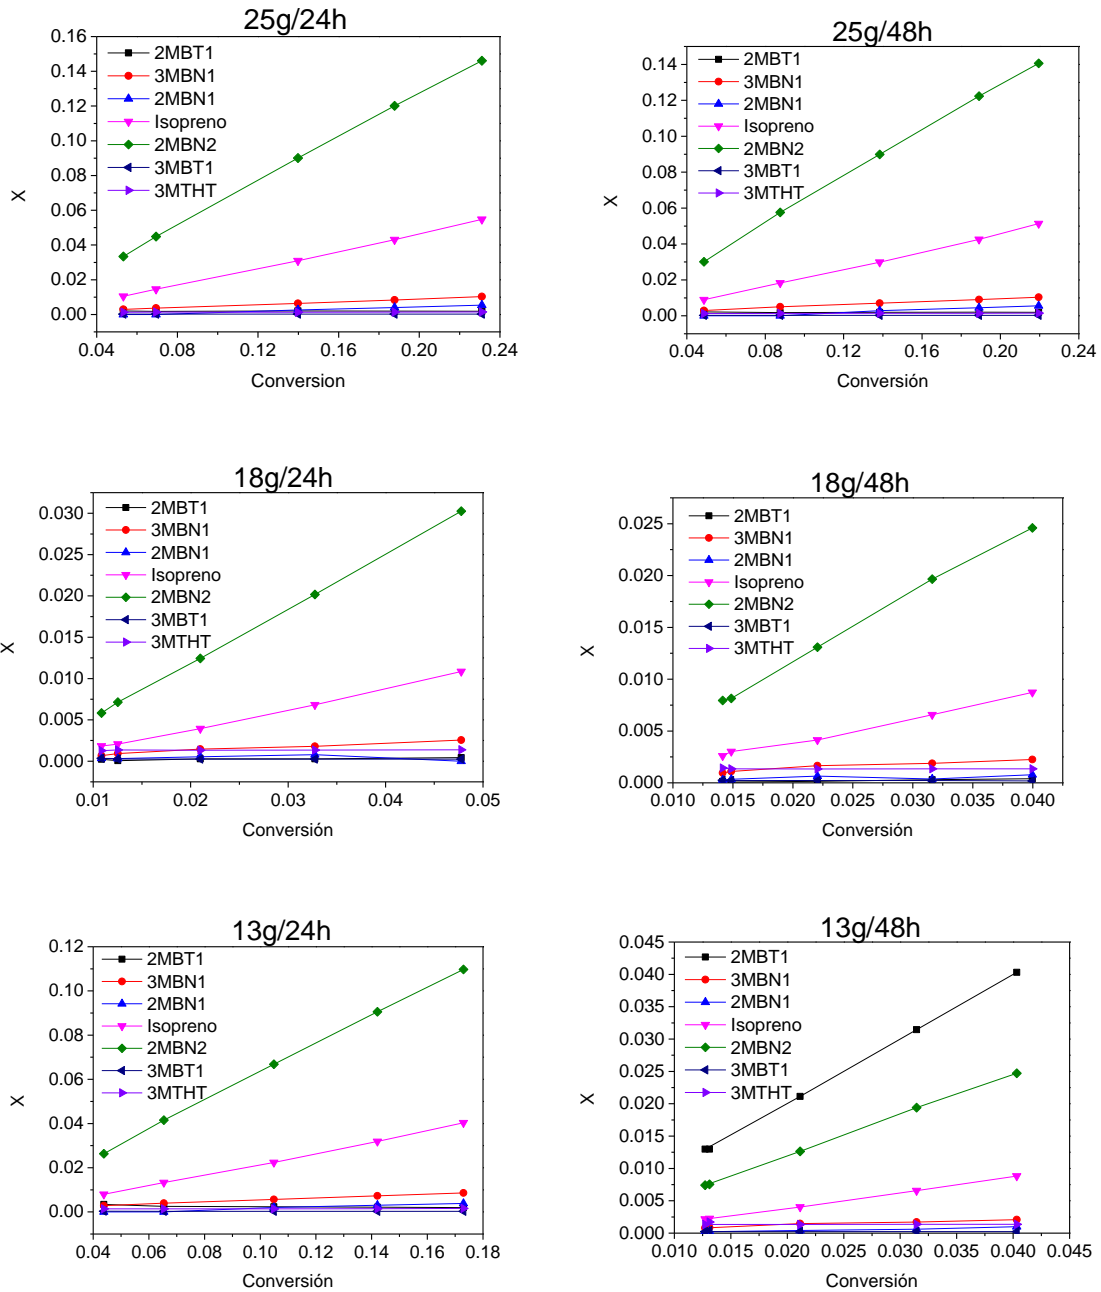 25g/24h
0.16
0.14
0.12
0.10
0.08
0.06
0.04
0.02
0.00
X
2MBT1
3MBN1
2MBN1
Isopreno
2MBN2
3MBT1
3MTHT
0.04 0.08 0.12 0.16 0.20 0.24
Conversion
25g/48h
0.14
0.12
0.10
0.08
0.06
0.04
0.02
0.00
X
2MBT1
3MBN1
2MBN1
Isopreno
2MBN2
3MBT1
3MTHT
0.04 0.08 0.12 0.16 0.20 0.24
Conversión
18g/24h
0.030
0.025
0.020
0.015
0.010
0.005
0.000
X
2MBT1
3MBN1
2MBN1
Isopreno
2MBN2
3MBT1
3MTHT
0.01 0.02 0.03 0.04 0.05
Conversión
18g/48h
0.025
0.020
0.015
0.010
0.005
0.000
X
2MBT1
3MBN1
2MBN1
Isopreno
2MBN2
3MBT1
3MTHT
0.010 0.015 0.020 0.025 0.030 0.035 0.040
Conversión
13g/24h
0.12
0.10
0.08
0.06
0.04
0.02
0.00
X
2MBT1
3MBN1
2MBN1
Isopreno
2MBN2
3MBT1
3MTHT
0.04 0.06 0.08 0.10 0.12 0.14 0.16 0.18
Conversión
13g/48h
0.045
0.040
0.035
0.030
0.025
0.020
0.015
0.010
0.005
0.000
X
2MBT1
3MBN1
2MBN1
Isopreno
2MBN2
3MBT1
3MTHT
0.010 0.015 0.020 0.025 0.030 0.035 0.040 0.045
Conversión